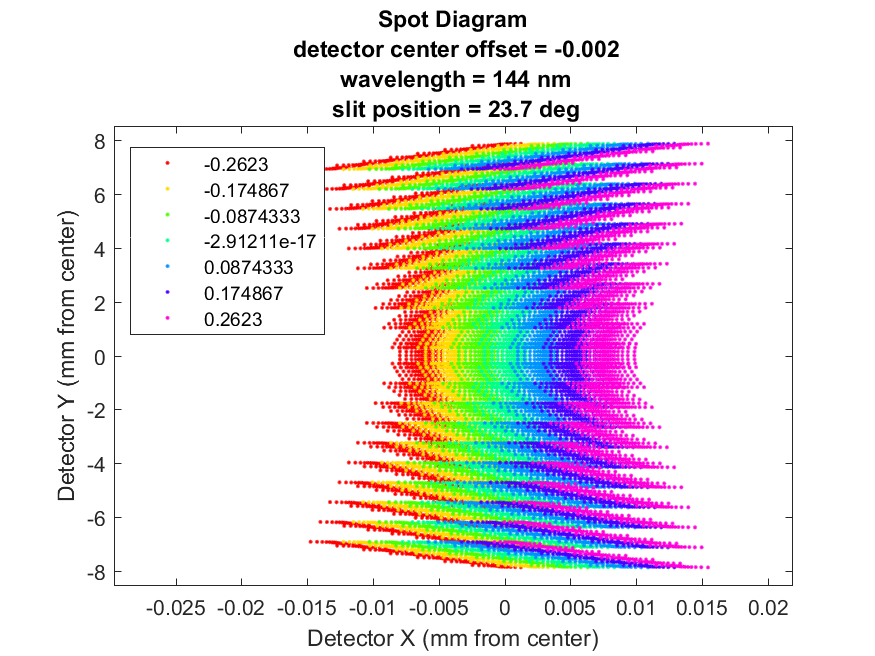 Spot Diagram
detector center offset = -0.002
wavelength = 144 nm
slit position = 23.7 deg
8
6
4
2
0
-2
-4
-6
-8
Detector Y (mm from center)
-0.2623
-0.174867
-0.0874333
-2.91211e-17
0.0874333
0.174867
0.2623
-0.025 -0.02 -0.015 -0.01 -0.005 0 0.005 0.01 0.015 0.02
Detector X (mm from center)